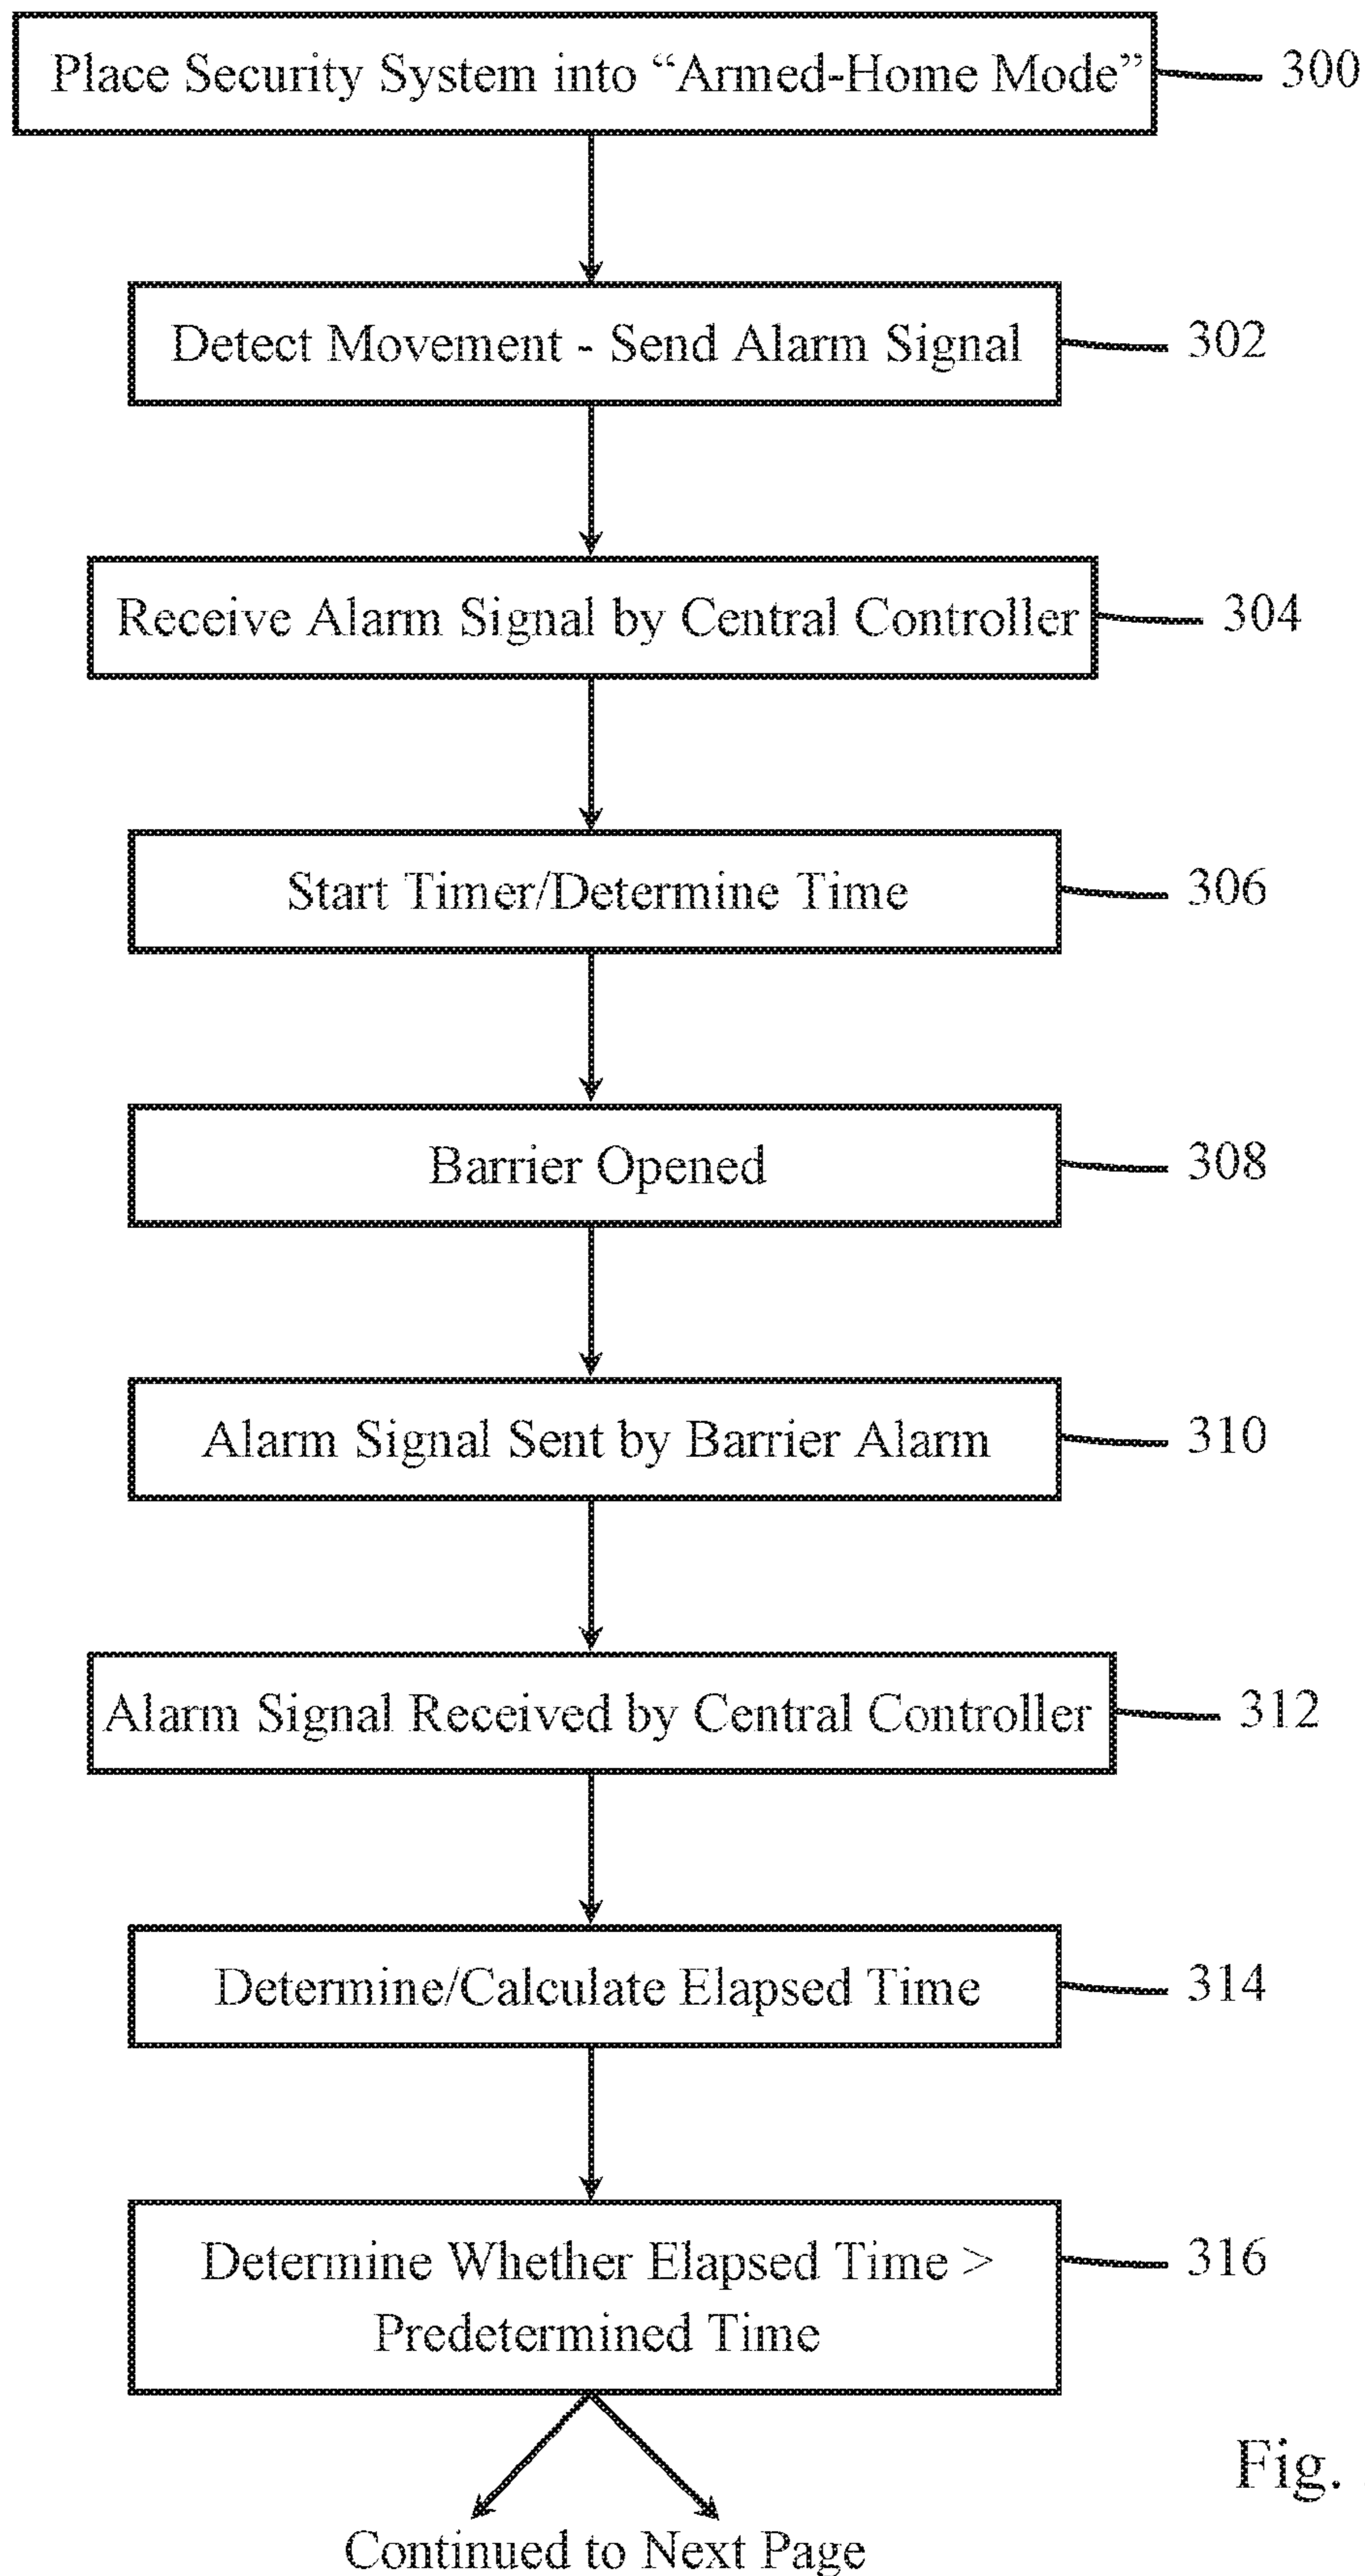 Place Security System into “Armed-Home Mode” 300
Detect Movement - Send Alarm Signal 302
Receive Alarm Signal by Central Controller 304
Start Timer/Determine Time 306
Barrier Opened 308
Alarm Signal Sent by Barrier Alarm 310
Alarm Signal Received by Central Controller 312
Determine/Calculate Elapsed Time 314
Determine Whether Elapsed Time > 316
Predetermined Time
Fig.
Continued to Next Page